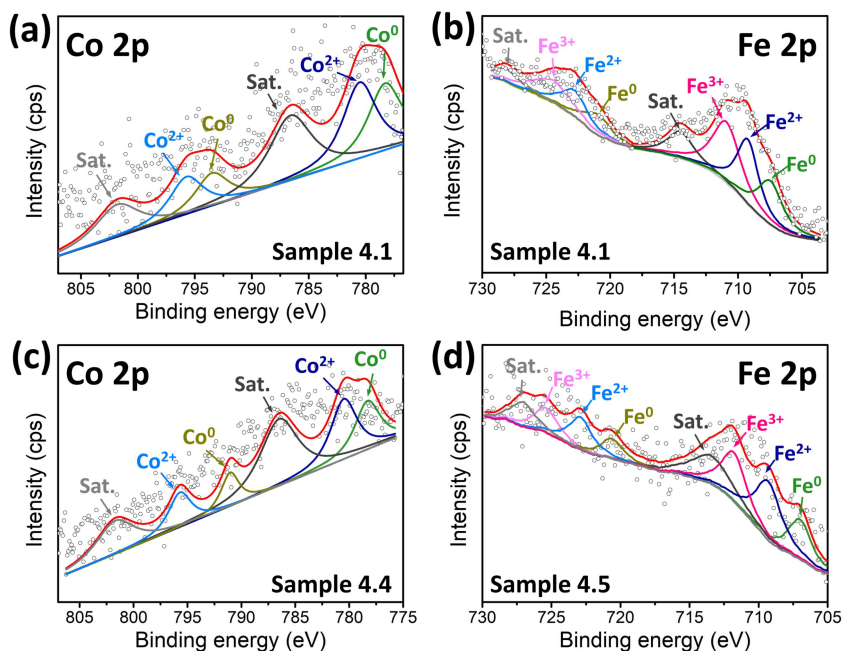 (a) Co 2p
Intensity (cps)
Sat.
Co²⁺
Co⁰
Sat.
Co²⁺
Co⁰
Sample 4.1
805 800 795 790 785 780
Binding energy (eV)
(b) Fe 2p
Intensity (cps)
Sat.
Fe³⁺
Fe²⁺
Fe⁰
Sat.
Fe³⁺
Fe²⁺
Fe⁰
Sample 4.1
730 725 720 715 710 705
Binding energy (eV)
(c) Co 2p
Intensity (cps)
Sat.
Co²⁺
Co⁰
Sat.
Co²⁺
Co⁰
Sample 4.4
805 800 795 790 785 780 775
Binding energy (eV)
(d) Fe 2p
Intensity (cps)
Sat.
Fe³⁺
Fe²⁺
Fe⁰
Sat.
Fe³⁺
Fe²⁺
Fe⁰
Sample 4.5
730 725 720 715 710 705
Binding energy (eV)